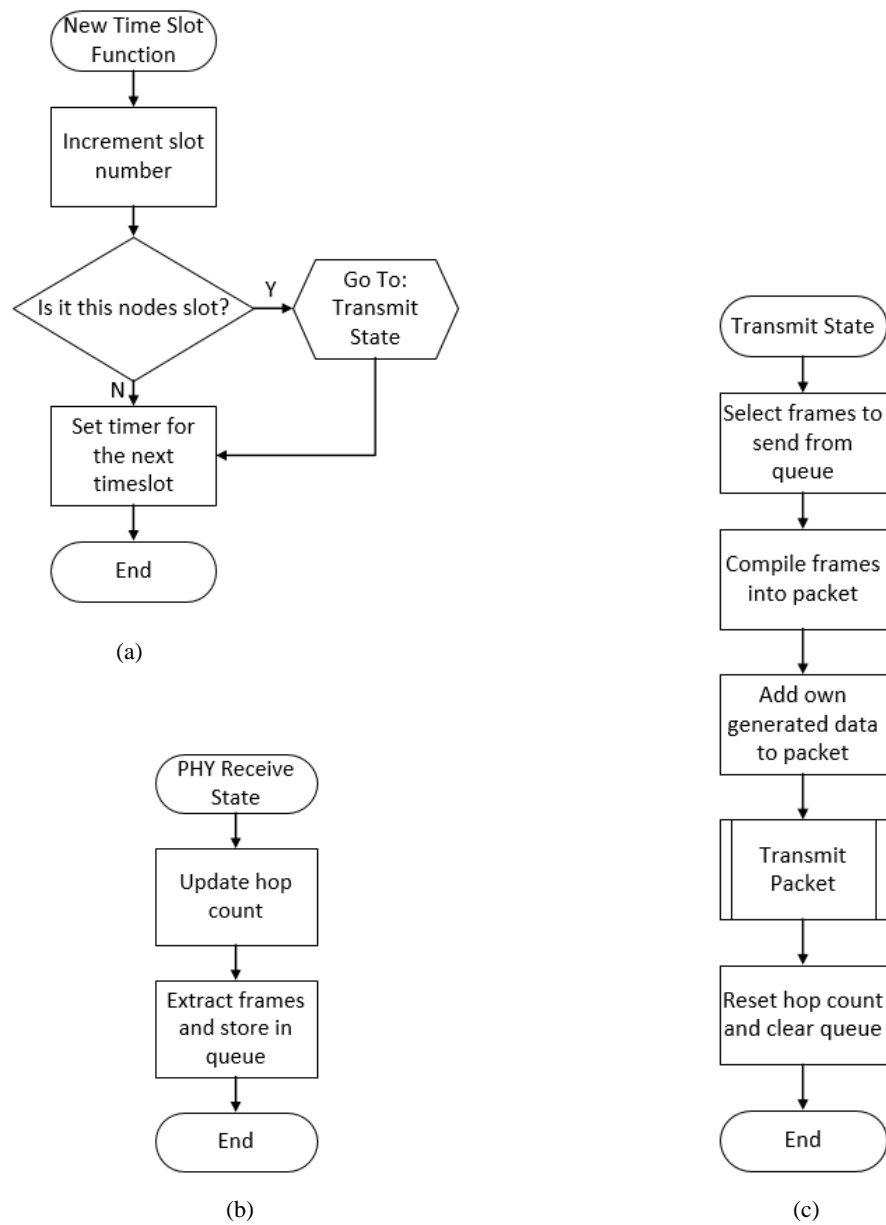 New Time Slot
Function
Increment slot
number
Is it this nodes slot?
Y
Go To:
Transmit
State
N
Set timer for
the next
timeslot
End
(a)
PHY Receive
State
Update hop
count
Extract frames
and store in
queue
End
(b)
Transmit State
Select frames to
send from
queue
Compile frames
into packet
Add own
generated data
to packet
Transmit
Packet
Reset hop count
and clear queue
End
(c)